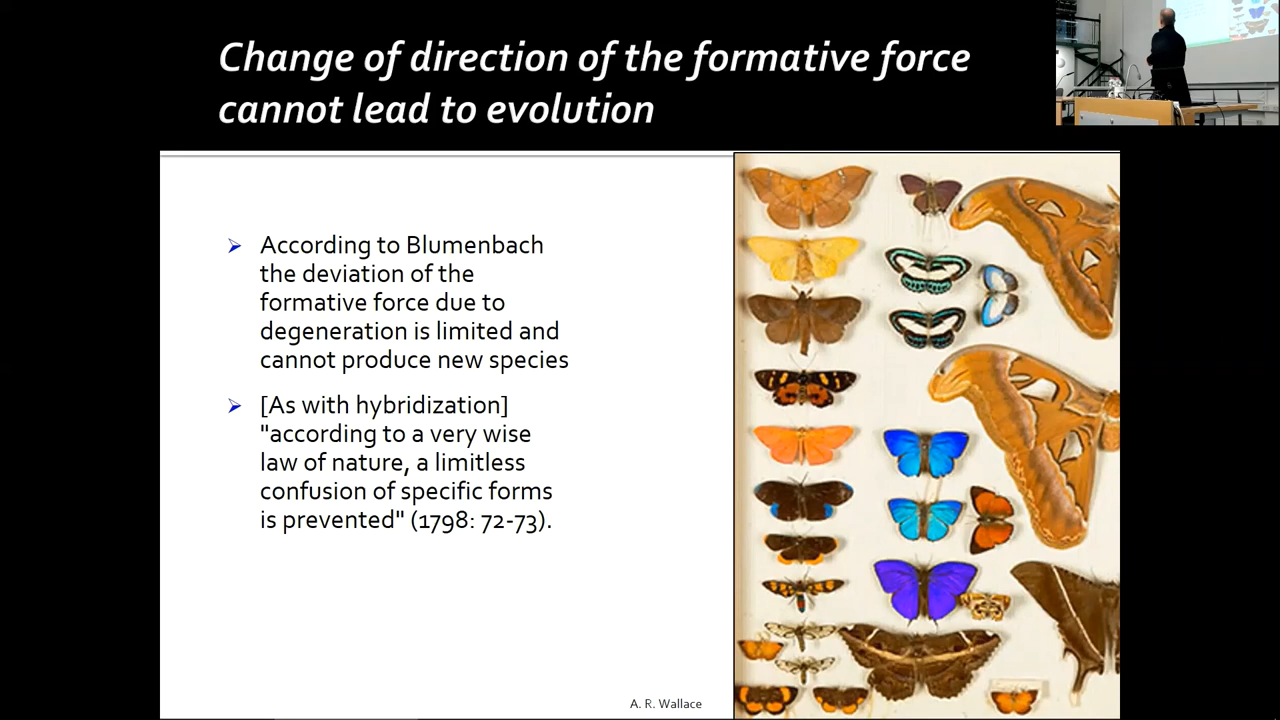 Change of direction of the formative force
cannot lead to evolution
➢ According to Blumenbach
the deviation of the
formative force due to
degeneration is limited and
cannot produce new species
➢ [As with hybridization]
"according to a very wise
law of nature, a limitless
confusion of specific forms
is prevented" (1798: 72-73).
A. R. Wallace